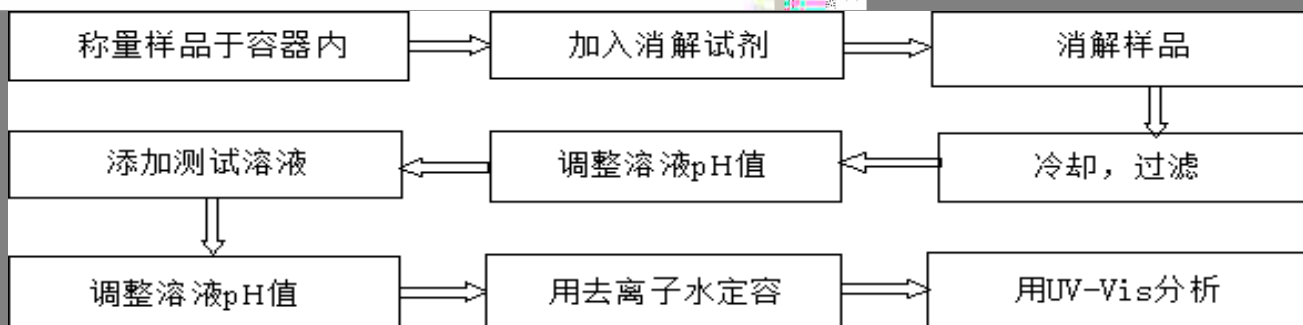 称量样品于容器内
加入消解试剂
消解样品
冷却，过滤
调整溶液pH值
添加测试溶液
调整溶液pH值
用去离子水定容
用UV-Vis分析